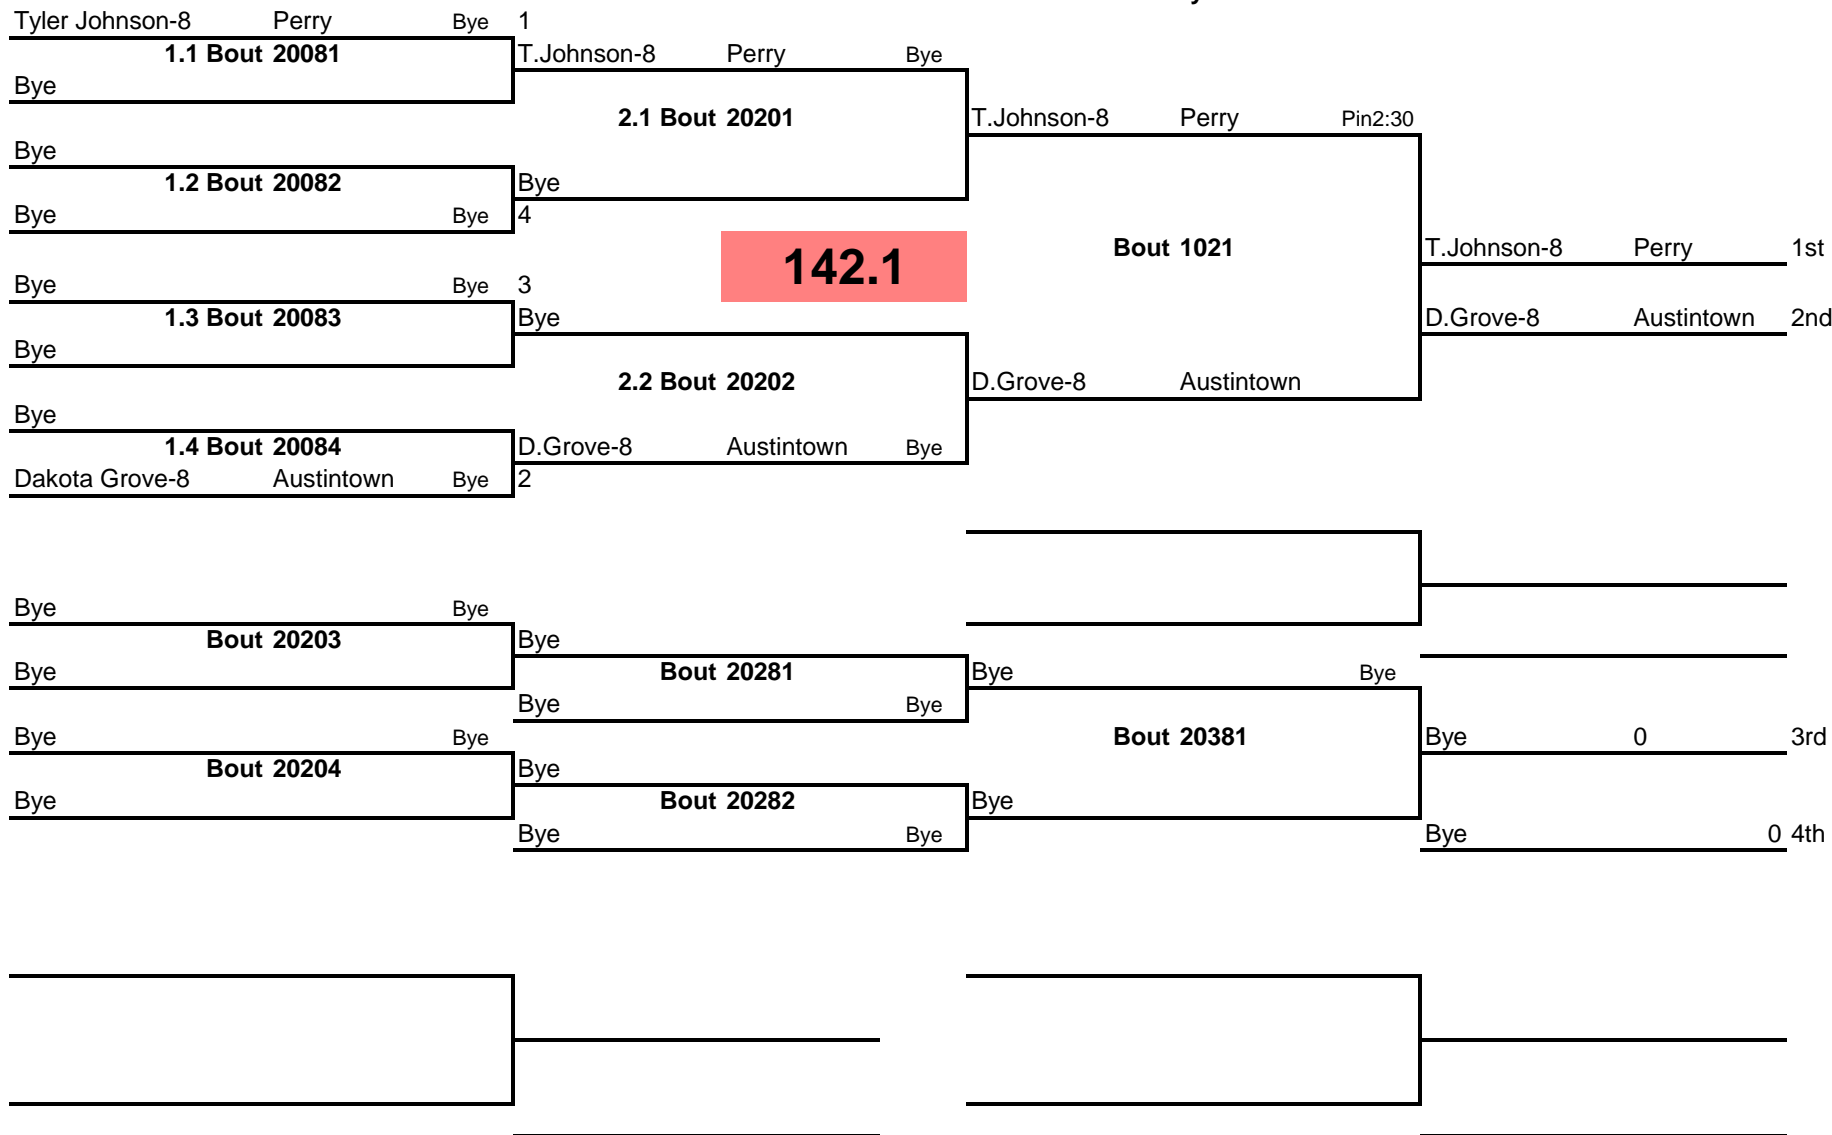 Tyler Johnson-8 Perry Bye 1
1.1 Bout 20081 T.Johnson-8 Perry Bye
Bye
2.1 Bout 20201 T.Johnson-8 Perry Pin2:30
Bye
1.2 Bout 20082 Bye
Bye Bye 4
142.1 Bout 1021 T.Johnson-8 Perry 1st
Bye Bye 3
1.3 Bout 20083 Bye D.Grove-8 Austintown 2nd
Bye
2.2 Bout 20202 D.Grove-8 Austintown
Bye
1.4 Bout 20084 D.Grove-8 Austintown Bye
Dakota Grove-8 Austintown Bye 2
Bye Bye
Bout 20203 Bye
Bye Bout 20281 Bye Bye
Bye Bye
Bye Bye Bout 20381 Bye 0 3rd
Bout 20204 Bye
Bye Bout 20282 Bye
Bye Bye Bye 0 4th